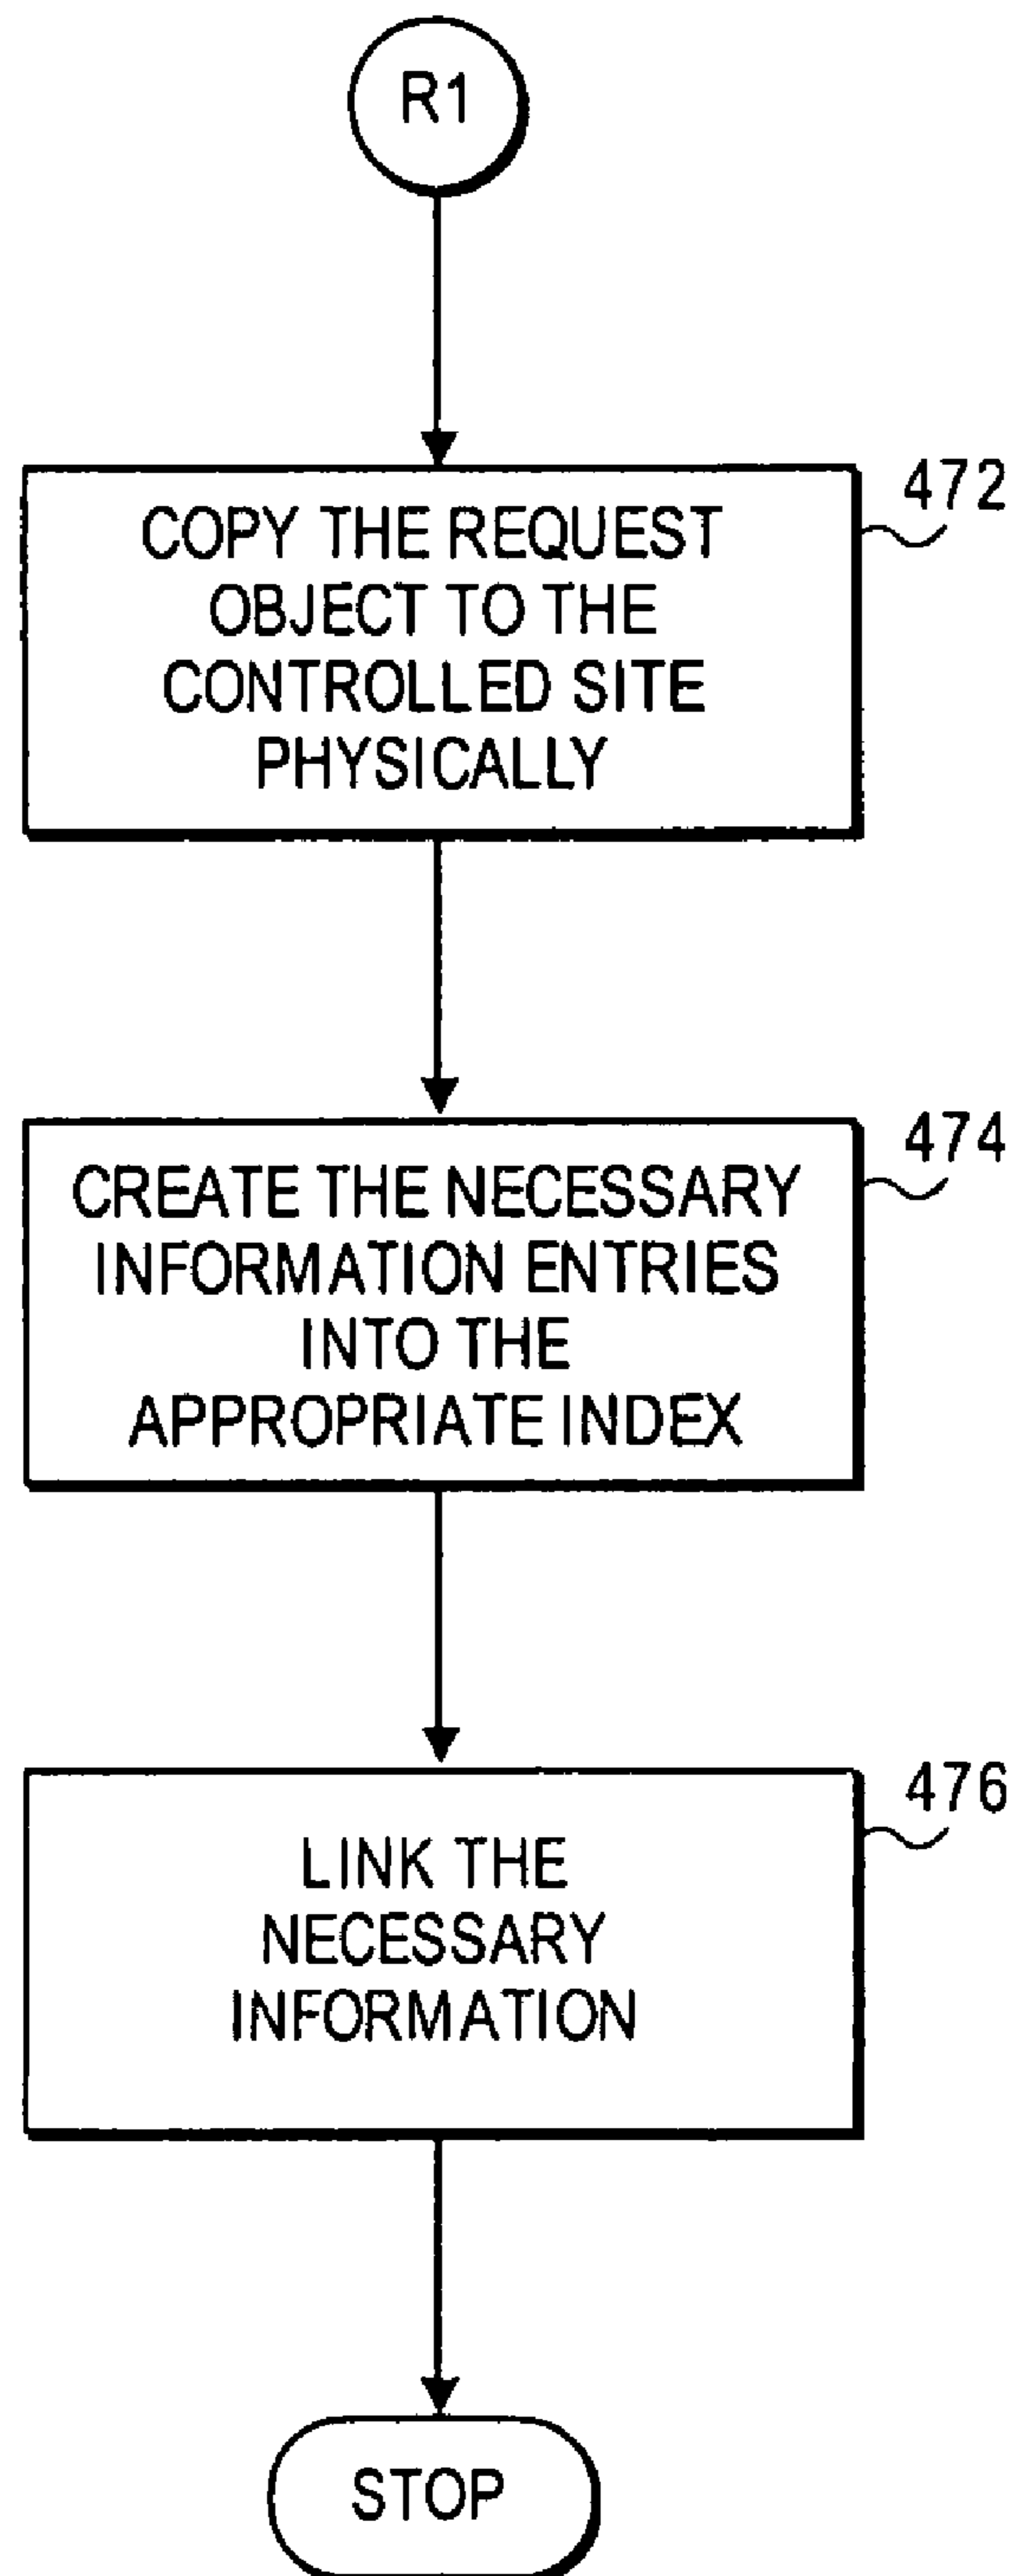 R1
472
COPY THE REQUEST
OBJECT TO THE
CONTROLLED SITE
PHYSICALLY
474
CREATE THE NECESSARY
INFORMATION ENTRIES
INTO THE
APPROPRIATE INDEX
476
LINK THE
NECESSARY
INFORMATION
STOP